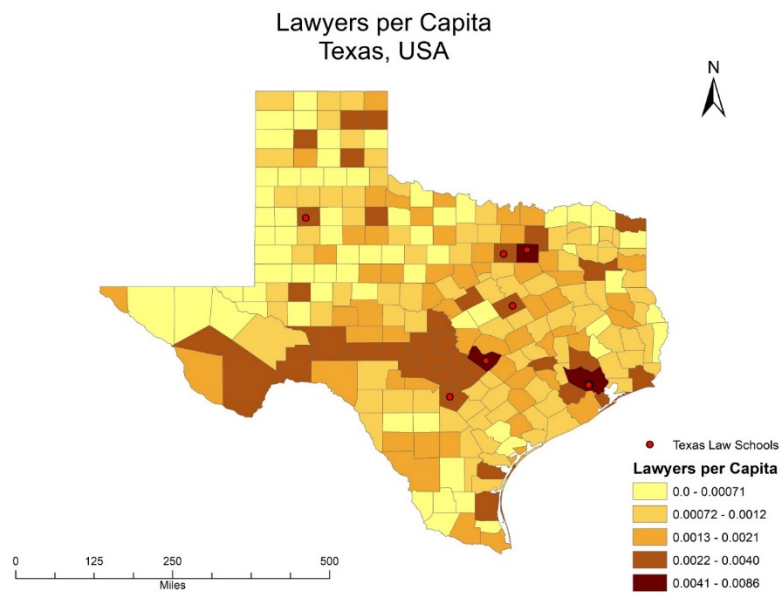 Lawyers per Capita
Texas, USA
N
Texas Law Schools
Lawyers per Capita
0.0 - 0.00071
0.00072 - 0.0012
0.0013 - 0.0021
0.0022 - 0.0040
0.0041 - 0.0086
0 125 250 500
Miles